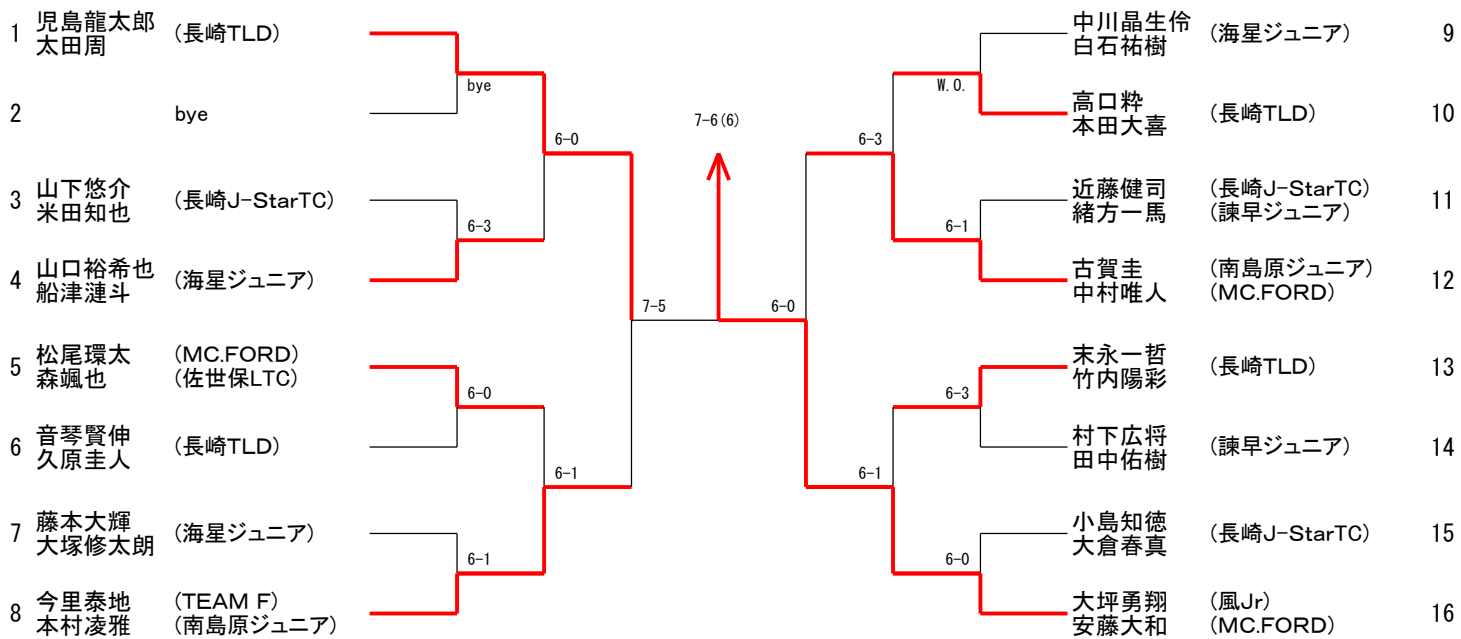 1 児島龍太郎 (長崎TLD)
太田周
bye
2 bye
6-0
3 山下悠介 (長崎J-StarTC)
米田知也
6-3
4 山口裕希也 (海星ジュニア)
船津漣斗
7-5
5 松尾環太 (MC.FORD)
森颯也 (佐世保LTC)
6-0
6 音琴賢伸 (長崎TLD)
久原圭人
6-1
7 藤本大輝 (海星ジュニア)
大塚修太朗
6-1
8 今里泰地 (TEAM F)
本村凌雅 (南島原ジュニア)
7-6(6)
中川晶生伶 (海星ジュニア) 9
白石祐樹
W.O.
高口粋 (長崎TLD) 10
本田大喜
6-3
近藤健司 (長崎J-StarTC) 11
緒方一馬 (諫早ジュニア)
6-1
古賀圭 (南島原ジュニア) 12
中村唯人 (MC.FORD)
6-0
末永一哲 (長崎TLD) 13
竹内陽彩
6-3
村下広将 (諫早ジュニア) 14
田中佑樹
6-1
小島知徳 (長崎J-StarTC) 15
大倉春真
6-0
大坪勇翔 (風Jr) 16
安藤大和 (MC.FORD)